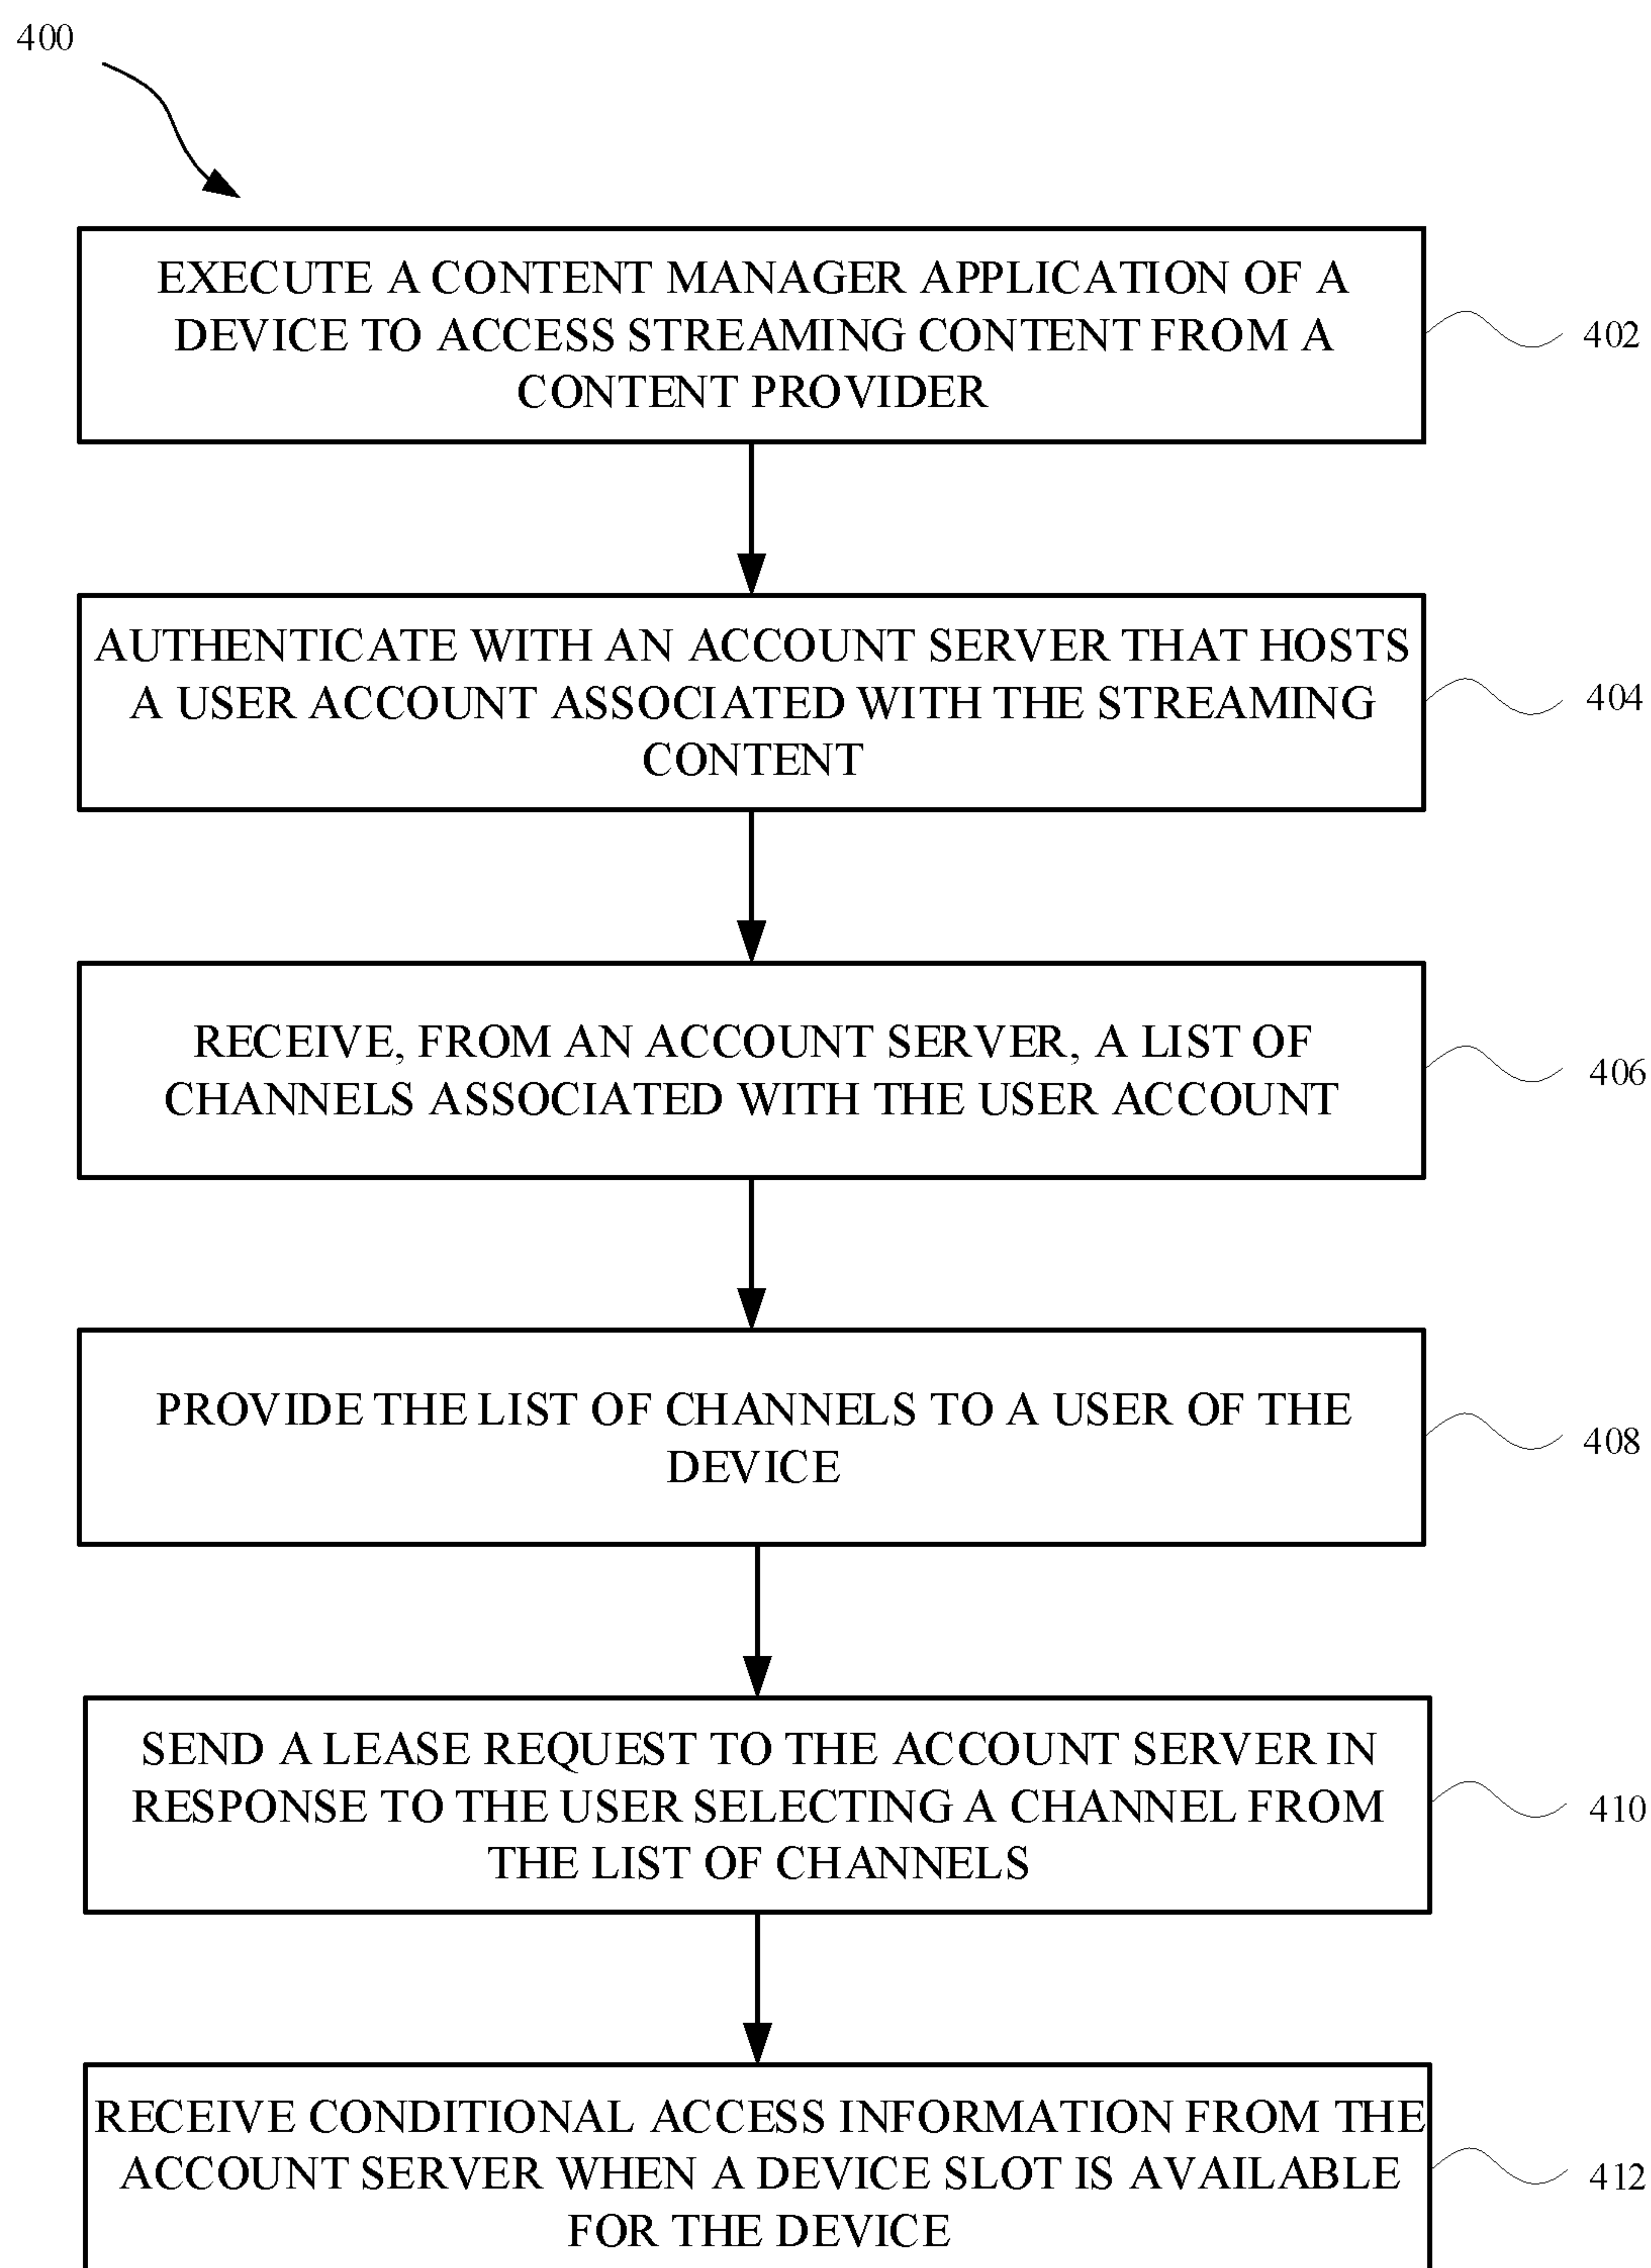 400
EXECUTE A CONTENT MANAGER APPLICATION OF A
DEVICE TO ACCESS STREAMING CONTENT FROM A
CONTENT PROVIDER
402
AUTHENTICATE WITH AN ACCOUNT SERVER THAT HOSTS
A USER ACCOUNT ASSOCIATED WITH THE STREAMING
CONTENT
404
RECEIVE, FROM AN ACCOUNT SERVER, A LIST OF
CHANNELS ASSOCIATED WITH THE USER ACCOUNT
406
PROVIDE THE LIST OF CHANNELS TO A USER OF THE
DEVICE
408
SEND A LEASE REQUEST TO THE ACCOUNT SERVER IN
RESPONSE TO THE USER SELECTING A CHANNEL FROM
THE LIST OF CHANNELS
410
RECEIVE CONDITIONAL ACCESS INFORMATION FROM THE
ACCOUNT SERVER WHEN A DEVICE SLOT IS AVAILABLE
FOR THE DEVICE
412